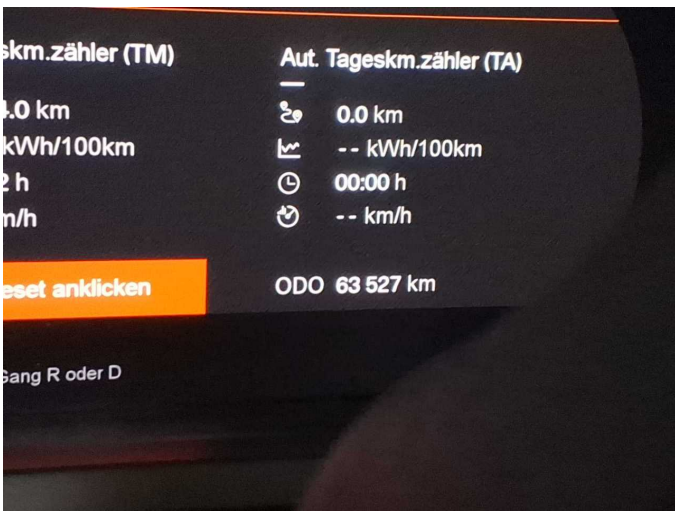 skm.zähler (TM)
.0 km
kWh/100km
2 h
m/h
eset anklicken
Gang R oder D
Aut. Tageskm.zähler (TA)
0.0 km
-- kWh/100km
00:00 h
-- km/h
ODO 63 527 km